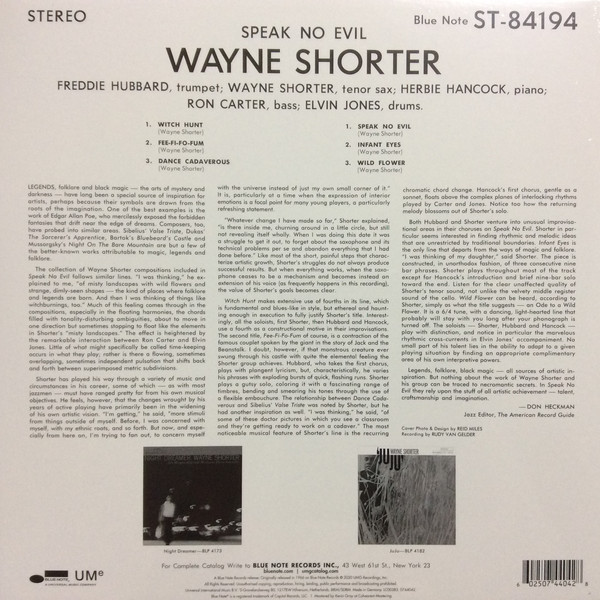 STEREO
Blue Note ST-84194
SPEAK NO EVIL
WAYNE SHORTER
FREDDIE HUBBARD, trumpet; WAYNE SHORTER, tenor sax; HERBIE HANCOCK, piano;
RON CARTER, bass; ELVIN JONES, drums.
1. WITCH HUNT
(Wayne Shorter)
2. FEE-FI-FO-FUM
(Wayne Shorter)
3. DANCE CADAVEROUS
(Wayne Shorter)
1. SPEAK NO EVIL
(Wayne Shorter)
2. INFANT EYES
(Wayne Shorter)
3. WILD FLOWER
(Wayne Shorter)
LEGENDS, folklore and black magic — the arts of mystery and
darkness — have long been a special source of inspiration for
artists, perhaps because their symbols are drawn from the
roots of the imagination. One of the best examples is the
work of Edgar Allan Poe, who mercilessly exposed the forbidden
fantasies that drift near the edge of dreams. Composers, too,
have probed into similar areas. Sibelius' Valse Triste, Dukas'
The Sorcerer's Apprentice, Bartok's Bluebeard's Castle and
Mussorgsky's Night On The Bare Mountain are but a few of
the better-known works attributable to magic, legends and
folklore.
The collection of Wayne Shorter compositions included in
Speak No Evil follows similar lines. "I was thinking," he ex-
plained to me, "of misty landscapes with wild flowers and
strange, dimly-seen shapes — the kind of places where folklore
and legends are born. And then I was thinking of things like
witchburnings, too." Much of this feeling comes through in the
compositions, especially in the floating harmonies, the chords
filled with tonality-disturbing ambiguities, about to move in
one direction but sometimes stopping to float like the elements
in Shorter's "misty landscapes." The effect is heightened by
the remarkable interaction between Ron Carter and Elvin
Jones. Little of what might specifically be called time-keeping
occurs in what they play; rather is there a flowing, sometimes
overlapping, sometimes independent pulsation that shifts back
and forth between superimposed metric subdivisions.
Shorter has played his way through a variety of music and
circumstances in his career, some of which — as with most
jazzmen — must have ranged pretty far from his own musical
objectives. He feels, however, that the changes wrought by his
years of active playing have primarily been in the widening
of his own artistic vision. "I'm getting," he said, "more stimuli
from things outside of myself. Before, I was concerned with
myself, with my ethnic roots, and so forth. But now, and espe-
cially from here on, I'm trying to fan out, to concern myself
with the universe instead of just my own small corner of it."
It is, particularly at a time when the expression of interior
emotions is a focal point for many young players, a particularly
refreshing statement.
"Whatever change I have made so far," Shorter explained,
"is there inside me, churning around in a little circle, but still
not revealing itself wholly. When I was doing this date it was
a struggle to get it out, to forget about the saxophone and its
technical problems per se and abandon everything that I had
done before." Like most of the short, painful steps that charac-
terize artistic growth, Shorter's struggles do not always produce
successful results. But when everything works, when the saxo-
phone ceases to be a mechanism and becomes instead an
extension of his voice (as frequently happens in this recording),
the value of Shorter's goals becomes clear.
Witch Hunt makes extensive use of fourths in its line, which
is fundamental and blues-like in style, but altered and haunt-
ing enough in execution to fully justify Shorter's title. Interest-
ingly, all the soloists, first Shorter, then Hubbard and Hancock,
use a fourth as a constructional motive in their improvisations.
The second title, Fee-Fi-Fo-Fum of course, is a contraction of the
famous couplet spoken by the giant in the story of Jack and the
Beanstalk. I doubt, however, if that monstrous creature ever
swung through his castle with quite the elemental feeling the
Shorter group achieves. Hubbard, who takes the first chorus,
plays with plangent lyricism, but, characteristically, he varies
his phrases with exploding bursts of quick, flashing runs. Shorter
plays a gutsy solo, coloring it with a fascinating range of
timbres, bending and smearing his tones through the use of
a flexible embouchure. The relationship between Dance Cada-
verous and Sibelius' Valse Triste was noted by Shorter, but he
had another inspiration as well. "I was thinking," he said, "of
some of these doctor pictures in which you see a classroom
and they're getting ready to work on a cadaver." The most
noticeable musical feature of Shorter's line is the recurring
chromatic chord change. Hancock's first chorus, gentle as a
sonnet, floats above the complex planes of interlocking rhythms
played by Carter and Jones. Notice too how the returning
melody blossoms out of Shorter's solo.
Both Hubbard and Shorter venture into unusual improvisa-
tional areas in their choruses on Speak No Evil. Shorter in par-
ticular seems interested in finding rhythmic and melodic ideas
that are unrestricted by traditional boundaries. Infant Eyes is
the only line that departs from the ways of magic and folklore.
"I was thinking of my daughter," said Shorter. The piece is
constructed, in unorthodox fashion, of three consecutive nine
bar phrases. Shorter plays throughout most of the track
except for Hancock's introduction and brief nine-bar solo
toward the end. Listen for the clear unaffected quality of
Shorter's tenor sound, not unlike the velvety middle register
sound of the cello. Wild Flower can be heard, according to
Shorter, simply as what the title suggests — an Ode to a Wild
Flower. It is a 6/4 tune, with a dancing, light-hearted line that
probably will stay with you long after your phonograph is
turned off. The soloists — Shorter, Hubbard and Hancock —
play with distinction, and notice in particular the marvelous
rhythmic cross-currents in Elvin Jones' accompaniment. No
small part of his talent lies in his ability to adapt to a given
playing situation by finding an appropriate complimentary
area of his own interpretive powers.
Legends, folklore, black magic — all sources of artistic in-
spiration. But nothing about the work of Wayne Shorter and
his group can be traced to necromantic secrets. In Speak No
Evil they rely upon the stuff of all artistic achievement — talent,
craftsmanship and imagination.
—DON HECKMAN
Jazz Editor, The American Record Guide
Cover Photo & Design by REID MILES
Recording by RUDY VAN GELDER
WAYNE SHORTER
JUJU
Night Dreamer—BLP 4173
JuJu—BLP 4182
For Complete Catalog Write to BLUE NOTE RECORDS INC., 43 West 61st St., New York 23
bluenote.com | umgcatalog.com
BLUE NOTE
UMe
6 02507 44042 8